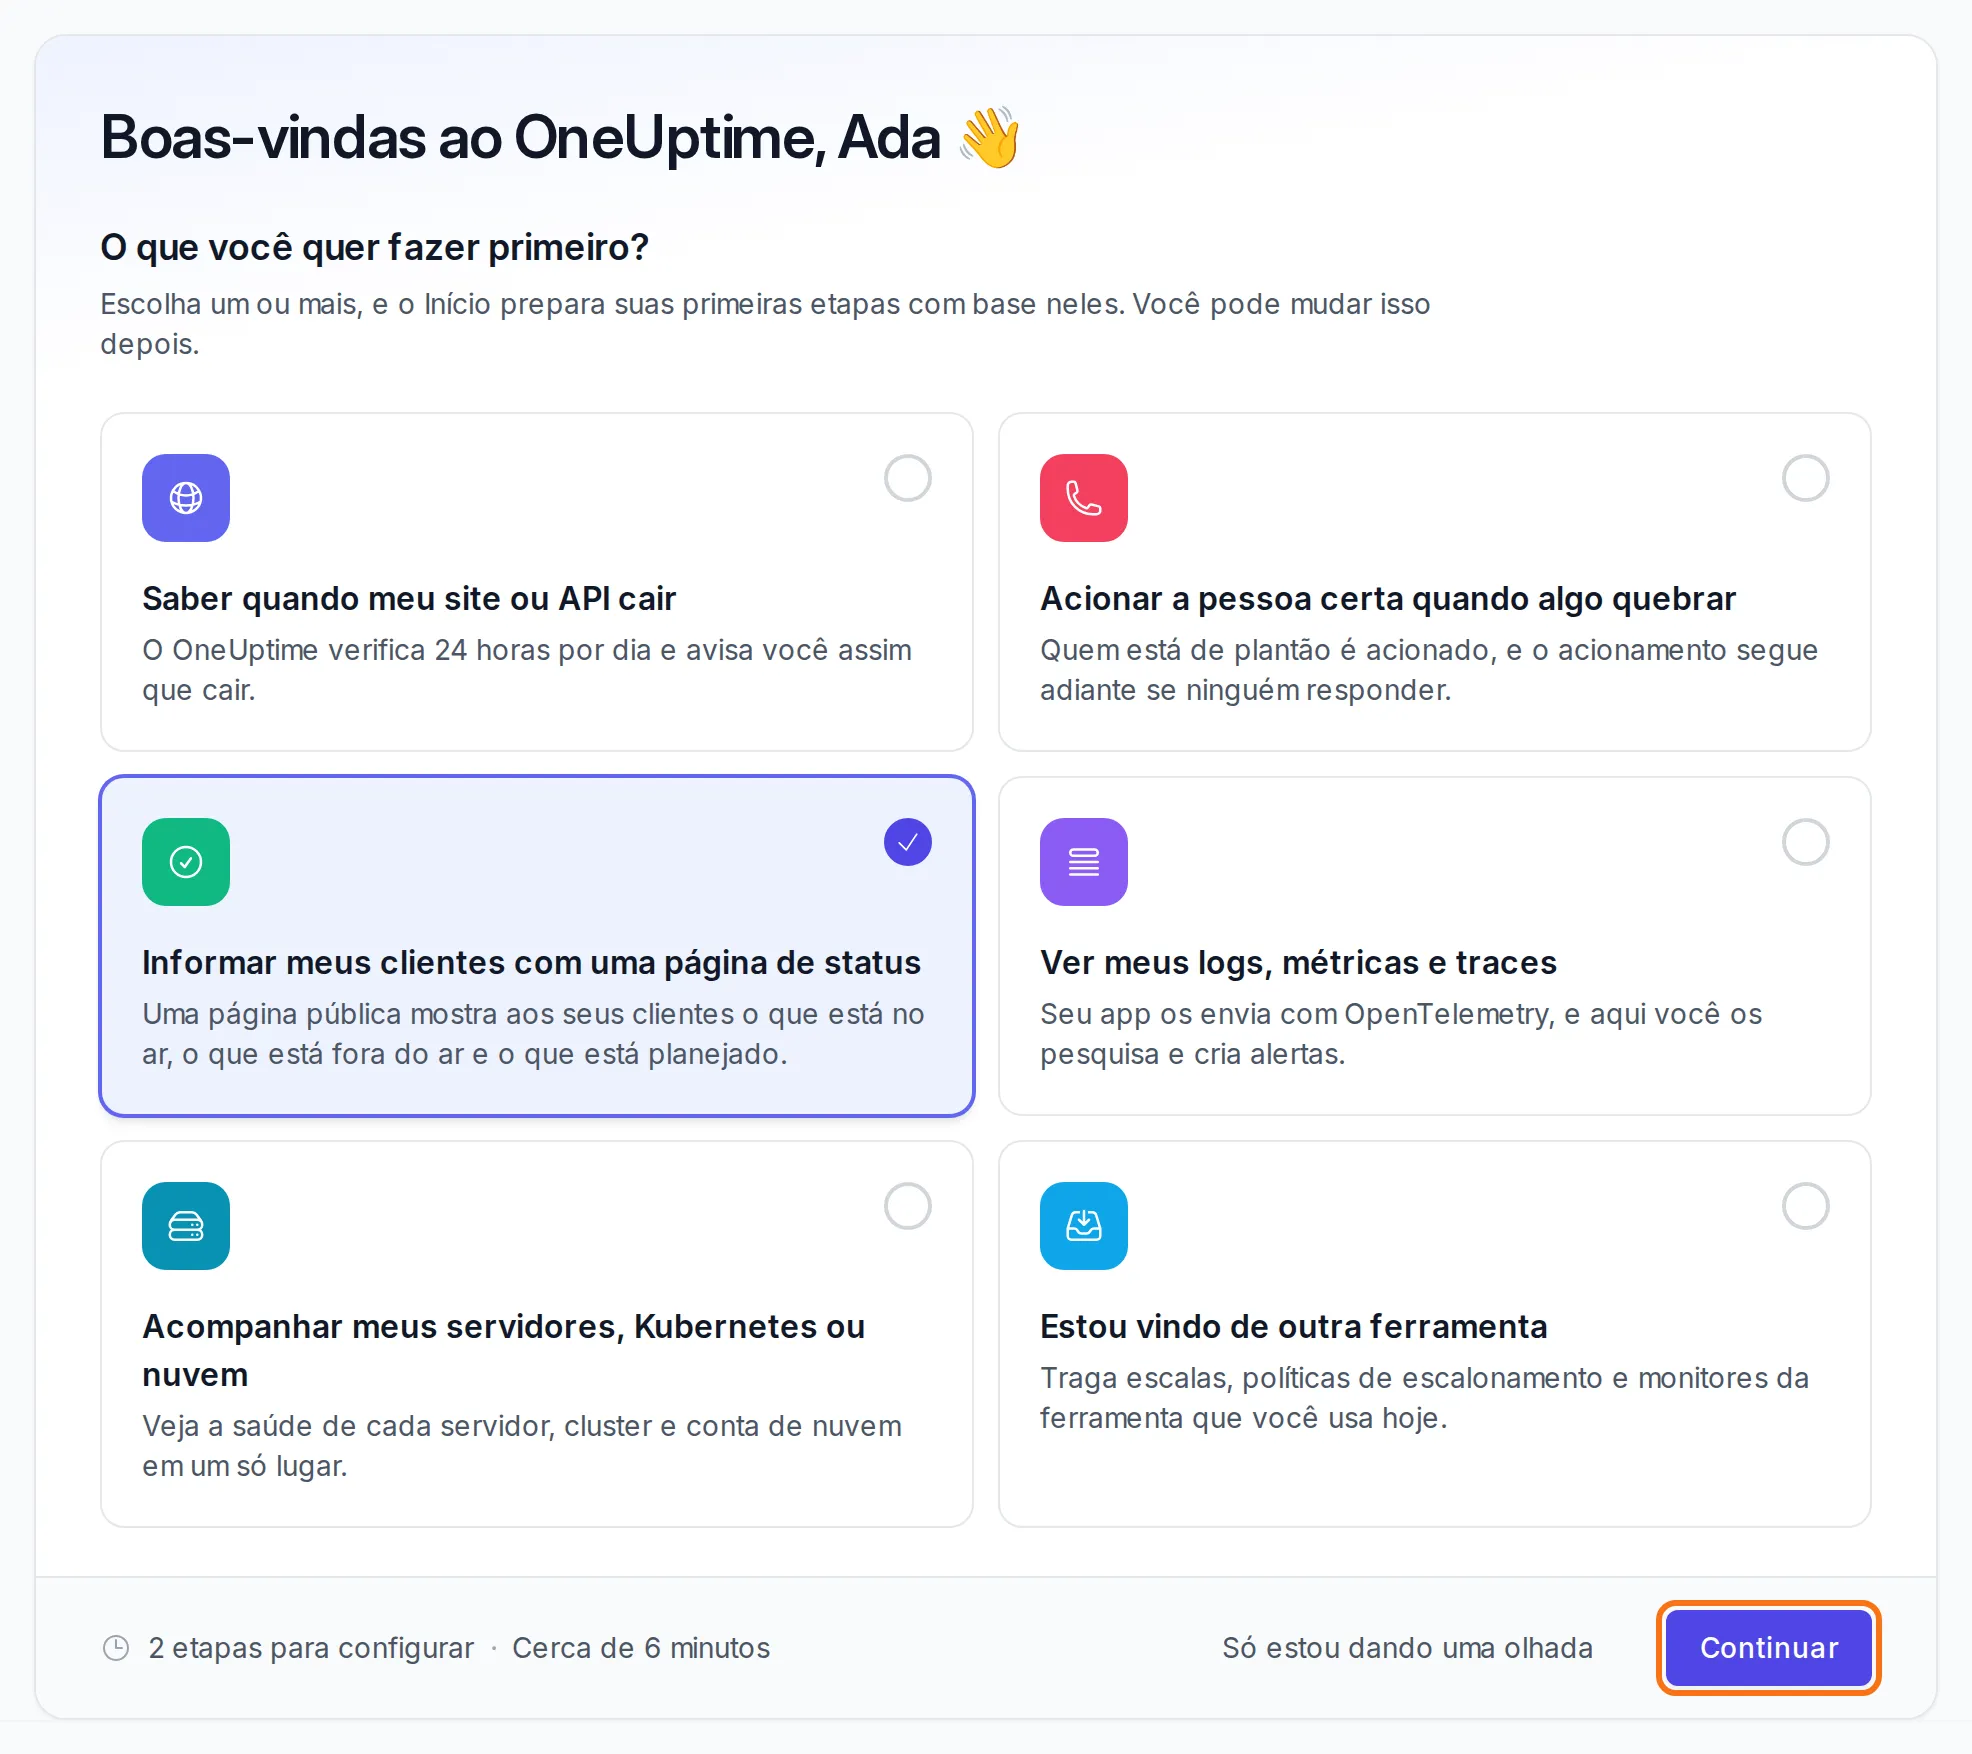 Boas-vindas ao OneUptime, Ada 👋
O que você quer fazer primeiro?
Escolha um ou mais, e o Início prepara suas primeiras etapas com base neles. Você pode mudar isso
depois.
Saber quando meu site ou API cair
O OneUptime verifica 24 horas por dia e avisa você assim
que cair.
Acionar a pessoa certa quando algo quebrar
Quem está de plantão é acionado, e o acionamento segue
adiante se ninguém responder.
Informar meus clientes com uma página de status
Uma página pública mostra aos seus clientes o que está no
ar, o que está fora do ar e o que está planejado.
Ver meus logs, métricas e traces
Seu app os envia com OpenTelemetry, e aqui você os
pesquisa e cria alertas.
Acompanhar meus servidores, Kubernetes ou
nuvem
Veja a saúde de cada servidor, cluster e conta de nuvem
em um só lugar.
Estou vindo de outra ferramenta
Traga escalas, políticas de escalonamento e monitores da
ferramenta que você usa hoje.
2 etapas para configurar · Cerca de 6 minutos
Só estou dando uma olhada
Continuar